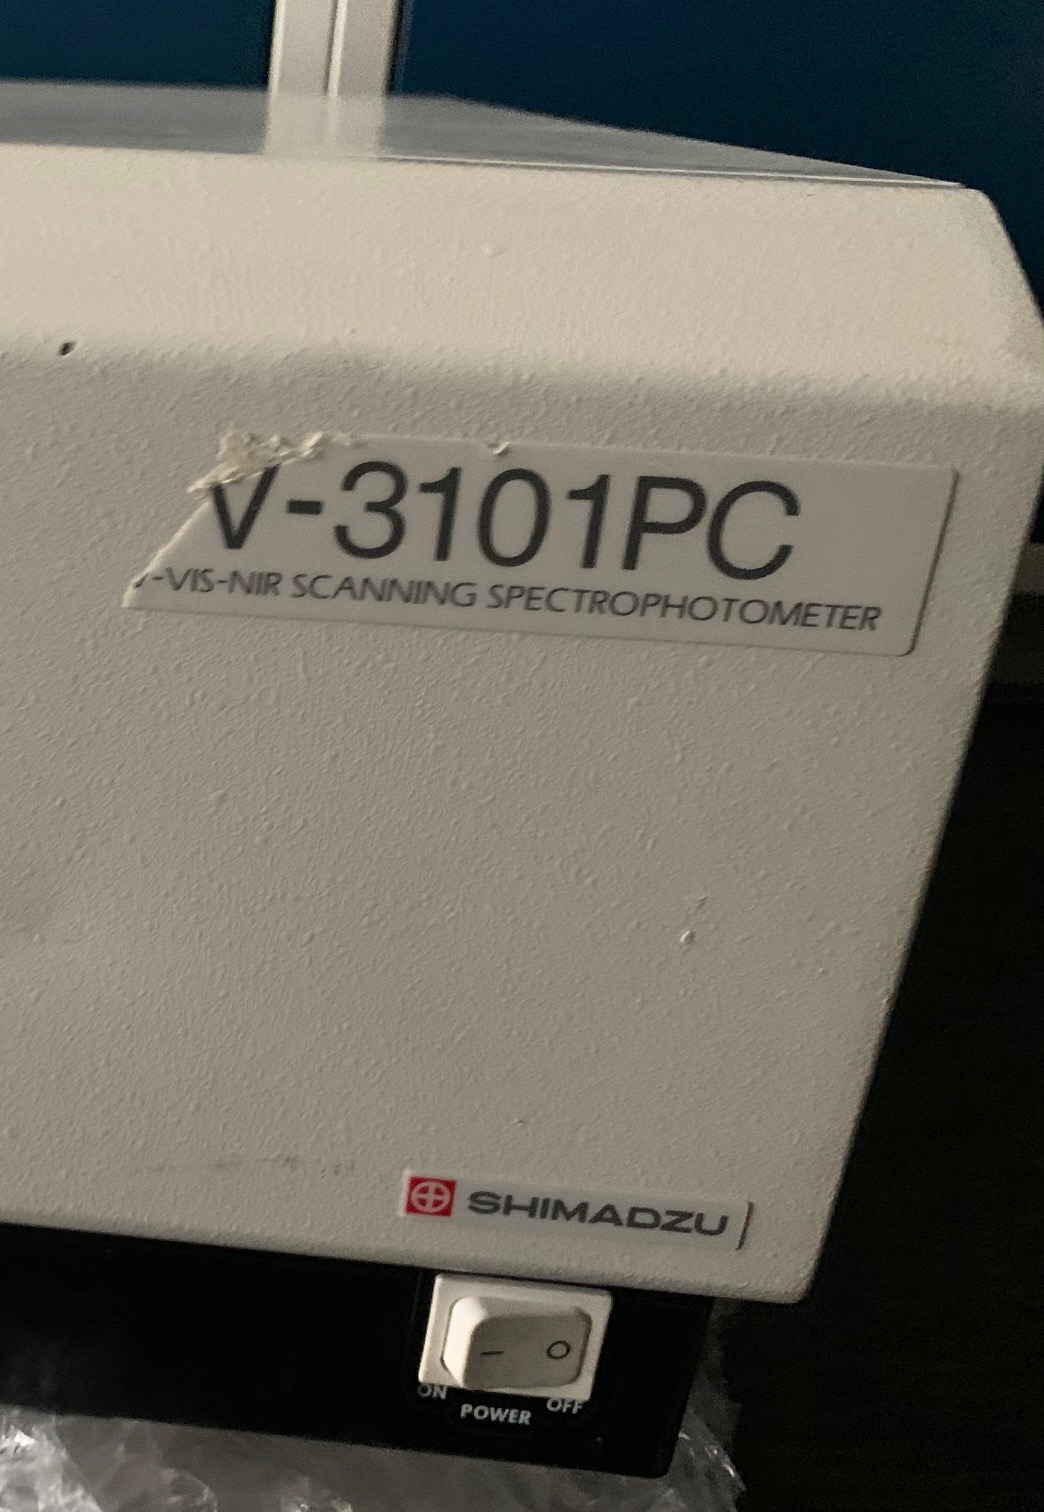 V-3101PC
-VIS-NIR SCANNING SPECTROPHOTOMETER
SHIMADZU
— O
ON OFF
POWER